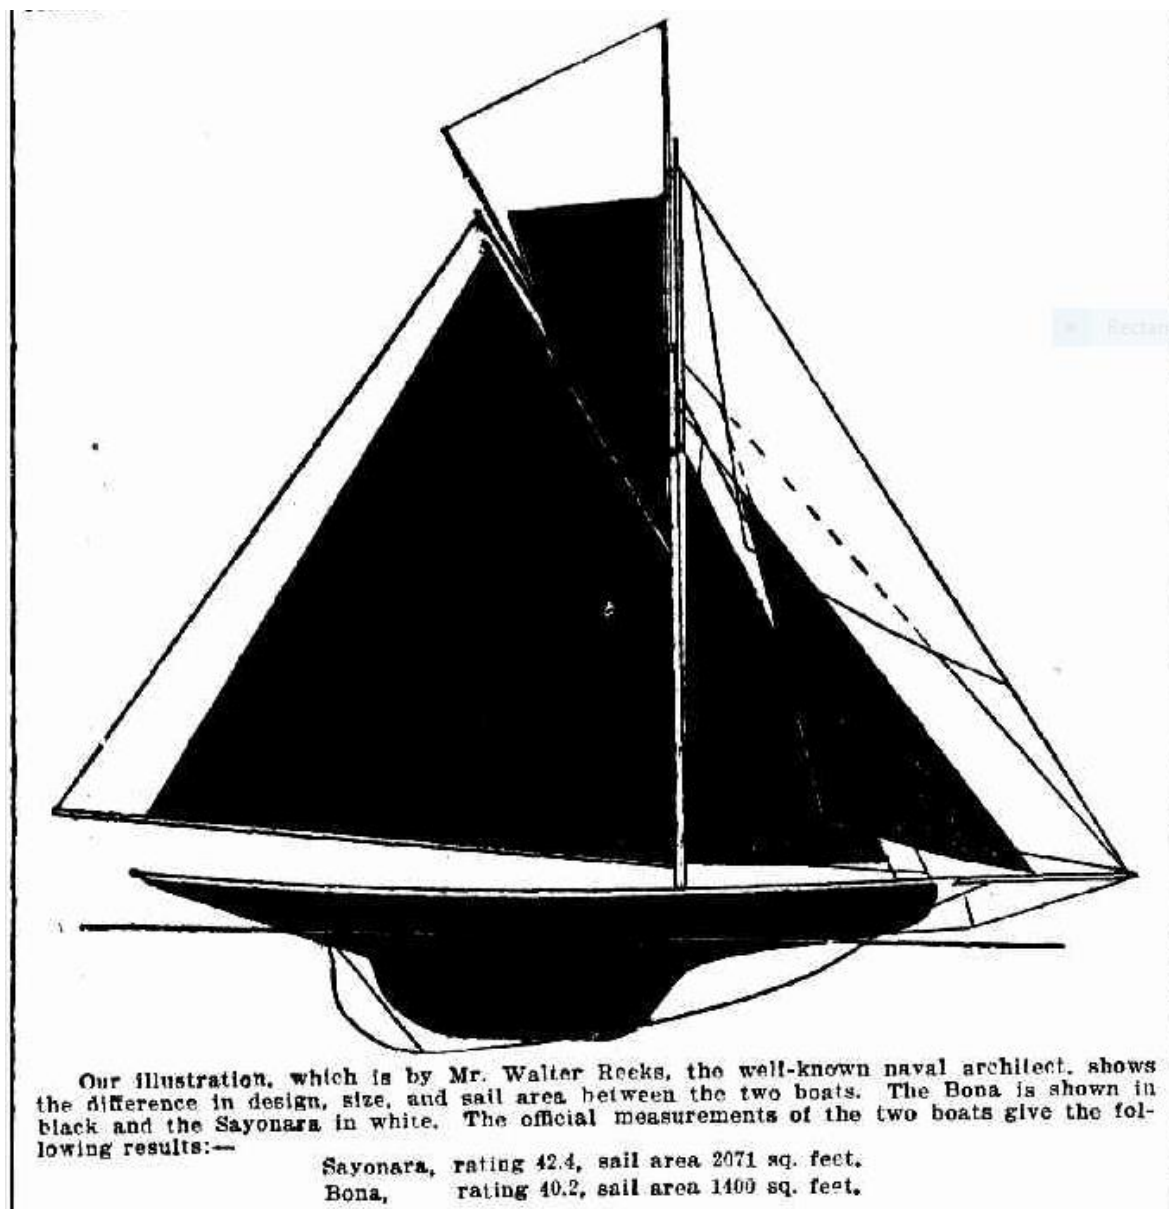 Our illustration, which is by Mr. Walter Reeks, the well-known naval architect, shows
the difference in design, size, and sail area between the two boats. The Bona is shown in
black and the Sayonara in white. The official measurements of the two boats give the fol-
lowing results:—
Sayonara, rating 42.4, sail area 2071 sq. feet.
Bona, rating 40.2, sail area 1400 sq. feet.